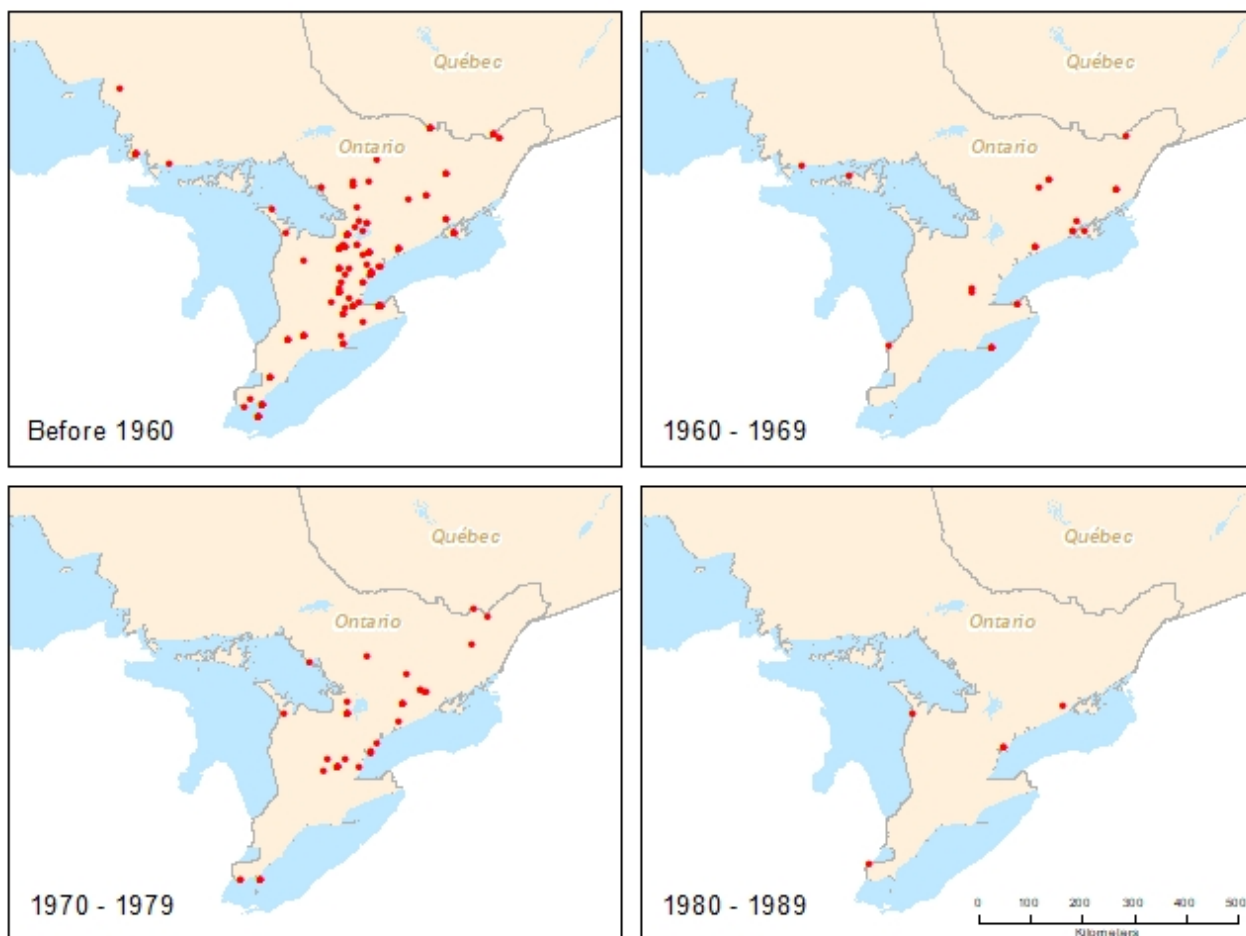 Québec
Ontario
Before 1960
Québec
Ontario
1960 - 1969
Québec
Ontario
1970 - 1979
Québec
Ontario
1980 - 1989
0 100 200 300 400 500
Kilometers